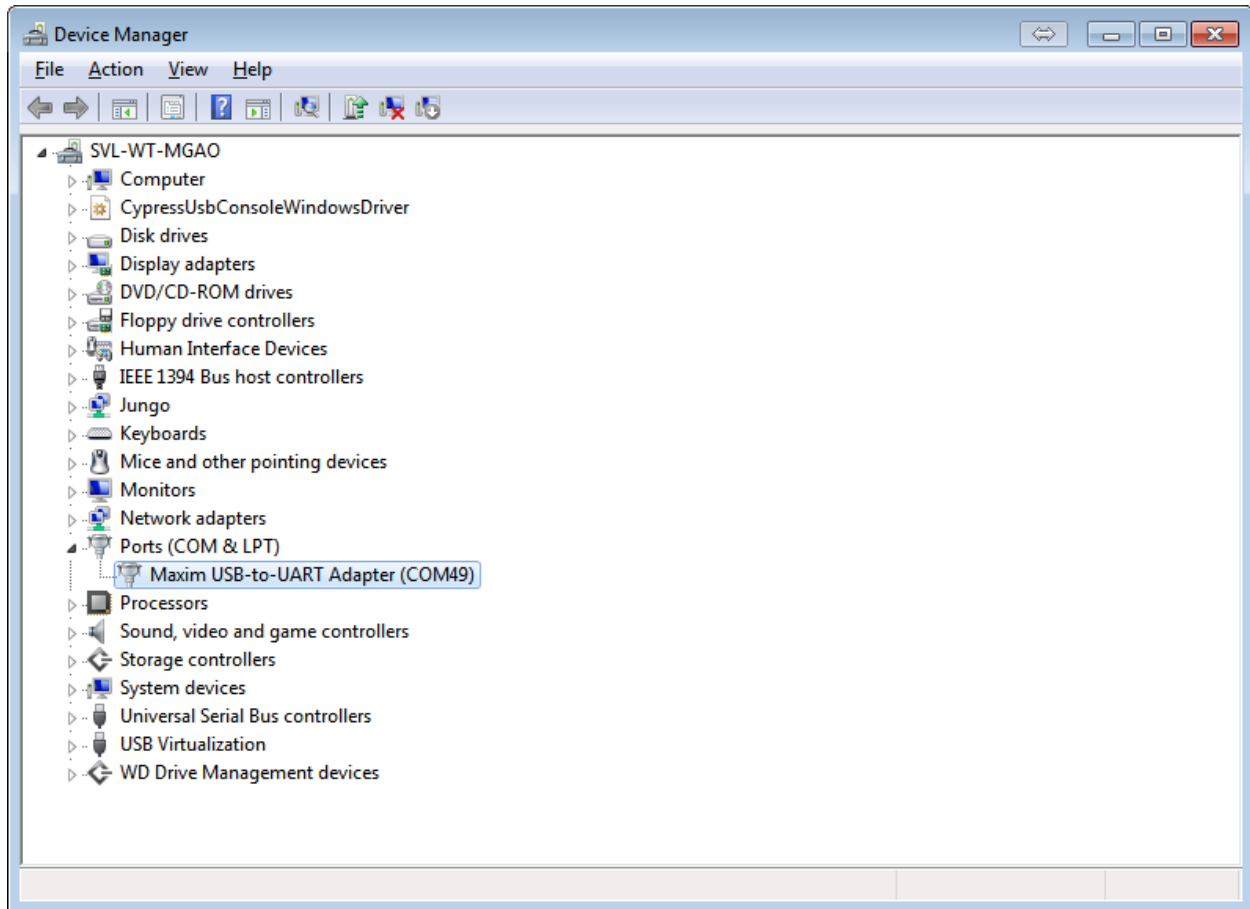 Device Manager
File Action View Help
SVL-WT-MGAO
Computer
CypressUsbConsoleWindowsDriver
Disk drives
Display adapters
DVD/CD-ROM drives
Floppy drive controllers
Human Interface Devices
IEEE 1394 Bus host controllers
Jungo
Keyboards
Mice and other pointing devices
Monitors
Network adapters
Ports (COM & LPT)
Maxim USB-to-UART Adapter (COM49)
Processors
Sound, video and game controllers
Storage controllers
System devices
Universal Serial Bus controllers
USB Virtualization
WD Drive Management devices